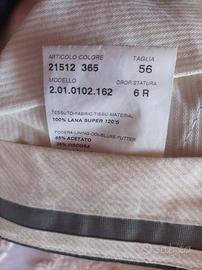 ARTICOLO COLORE TAGLIA
21512 365 56
MODELLO DROP.STATURA
2.01.0102.162 6 R
TESSUTO-FABRIC-TISSU-MATERIAL
100% LANA SUPER 120'S
FODERA-LINING-DOUBLURE-FUTTER
65% ACETATO
35% VISCOSA